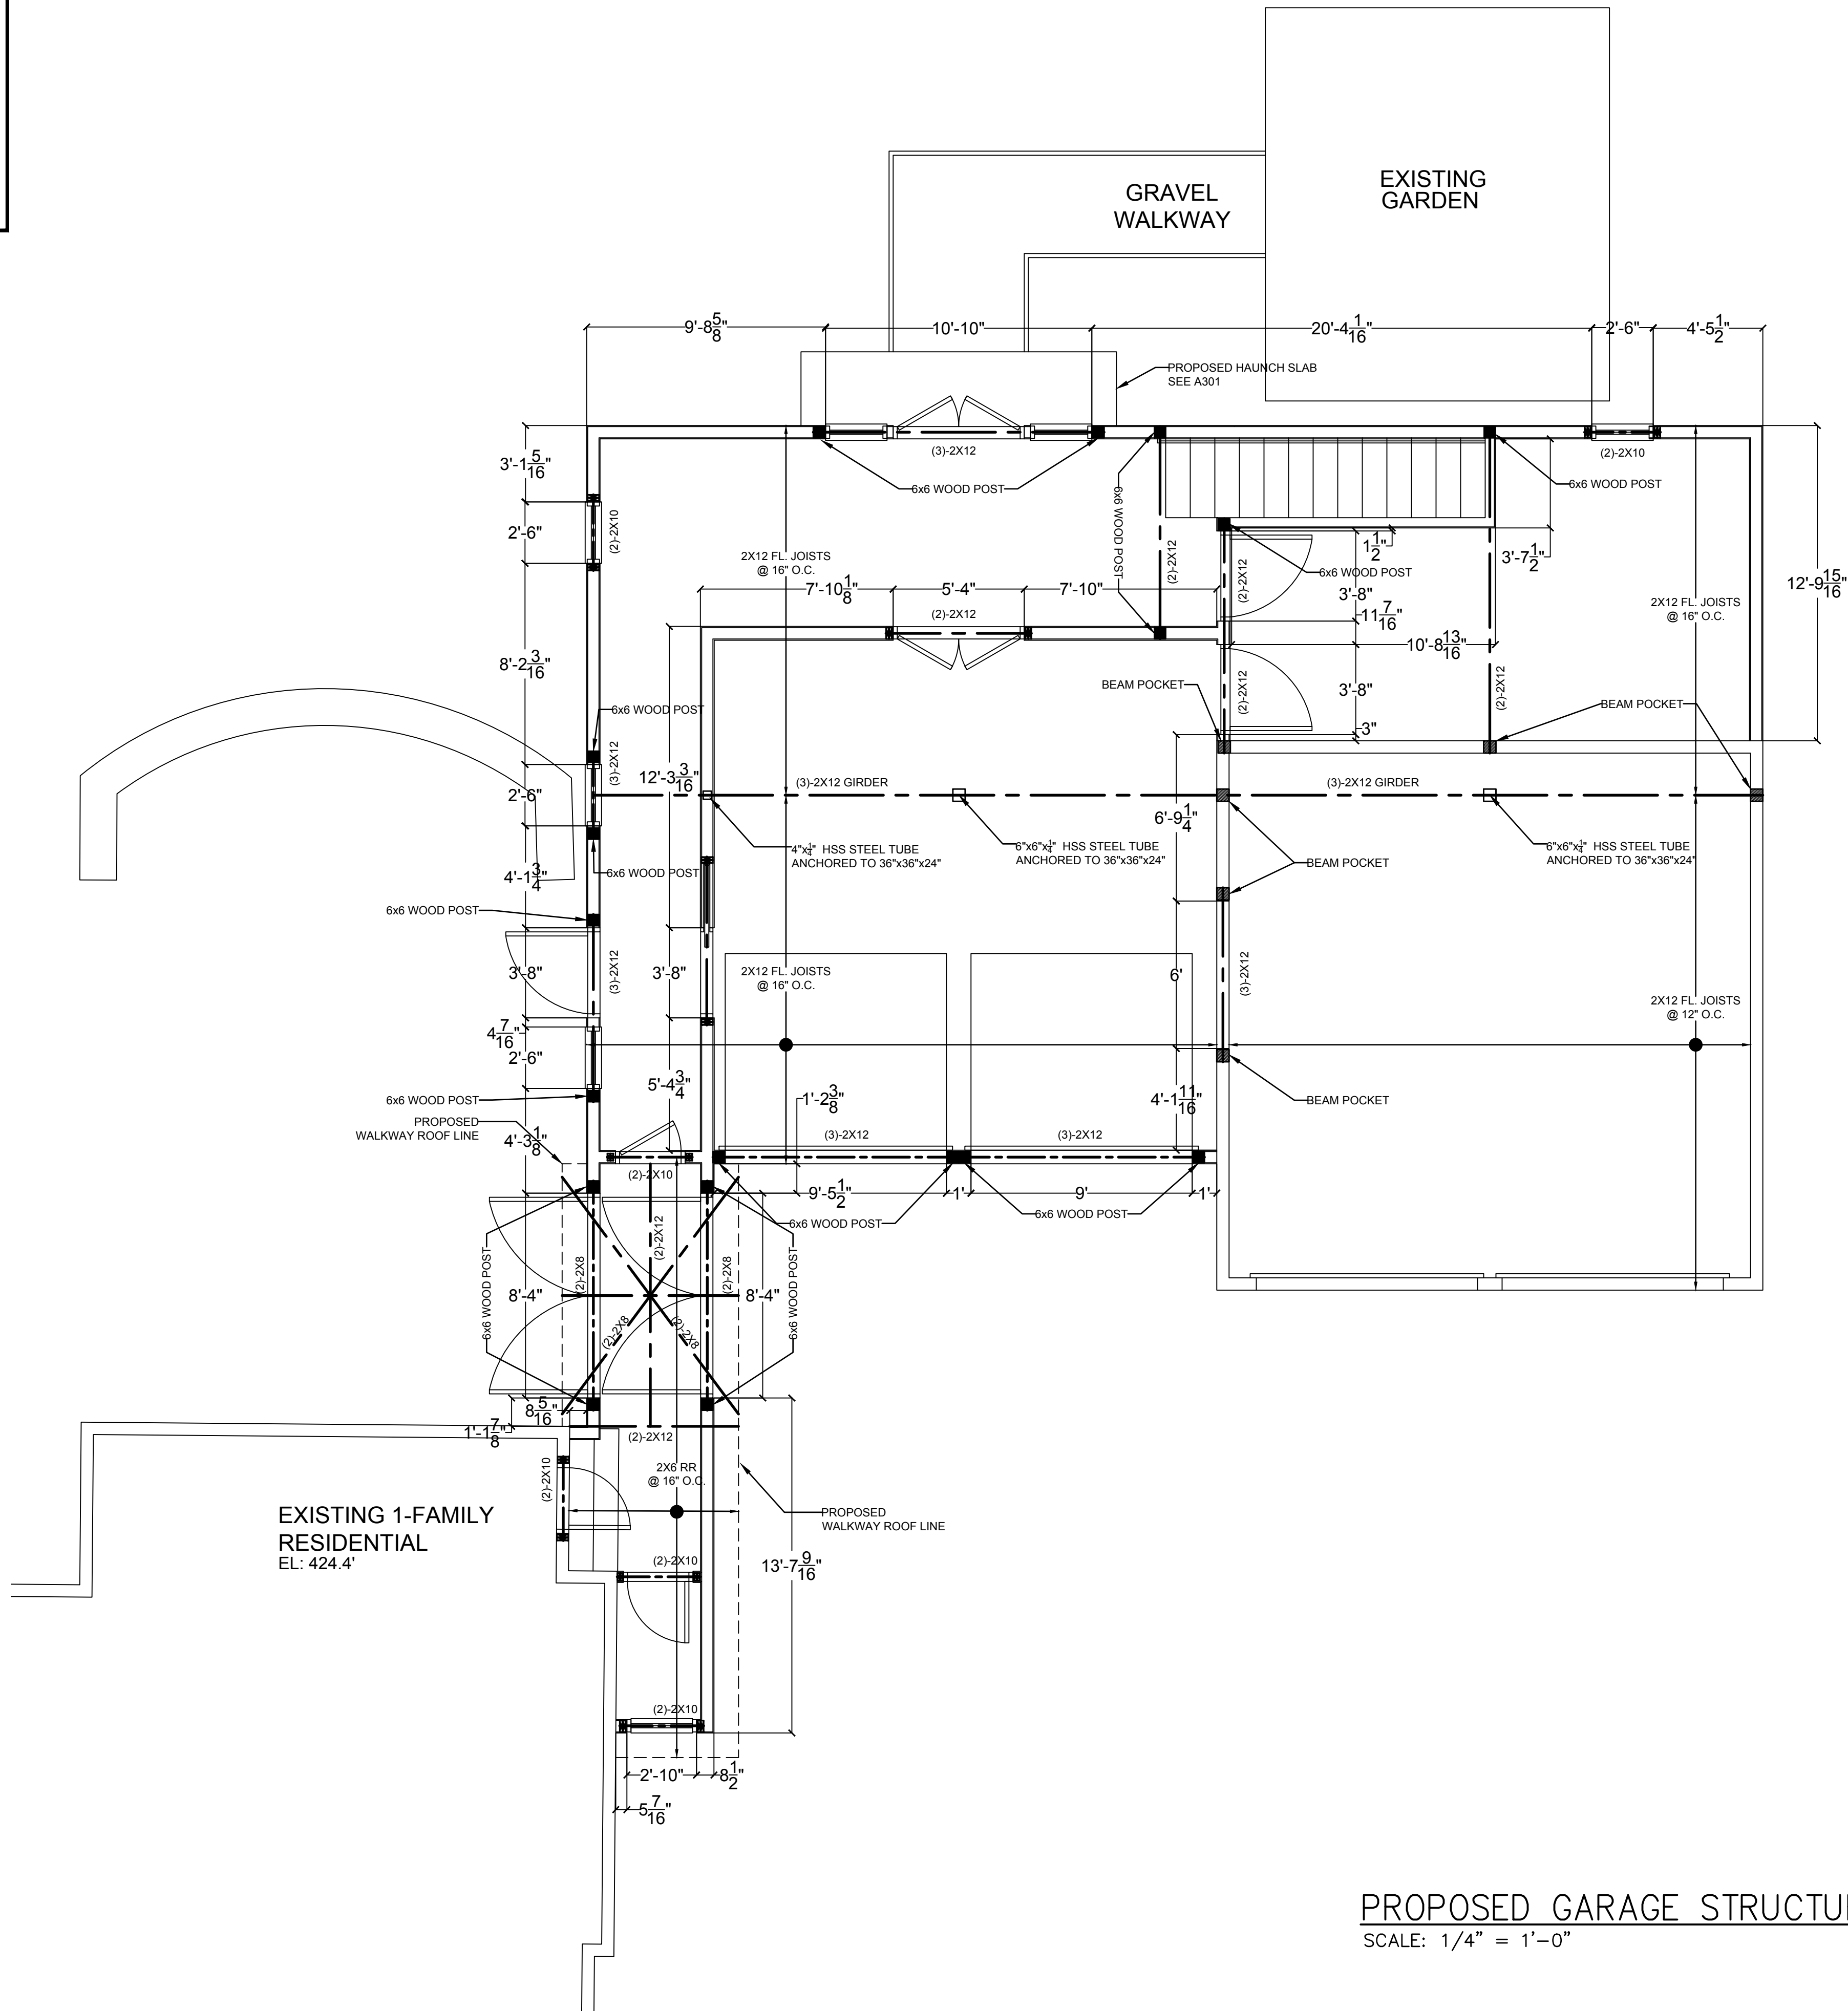 EXISTING
GARDEN
GRAVEL
WALKWAY
9'-8 5/8"
10'-10"
20'-4 1/16"
2'-6"
4'-5 1/2"
PROPOSED HAUNCH SLAB
SEE A301
3'-1 5/16"
(3)-2X12
(2)-2X10
6x6 WOOD POST
6x6 WOOD POST
6x6 WOOD POST
2'-6"
(2)-2X10
1 1/2"
3'-7 1/2"
2X12 FL. JOISTS
@ 16" O.C.
(2)-2X12
6x6 WOOD POST
(2)-2X12
12'-9 15/16"
7'-10 1/8"
5'-4"
7'-10"
3'-8"
2X12 FL. JOISTS
@ 16" O.C.
(2)-2X12
11 7/16"
10'-8 13/16"
8'-2 3/16"
BEAM POCKET
(2)-2X12
3'-8"
(2)-2X12
BEAM POCKET
6x6 WOOD POST
3"
(3)-2X12
12'-3 3/16"
(3)-2X12 GIRDER
(3)-2X12 GIRDER
2'-6"
6'-9 1/4"
4"x1/4" HSS STEEL TUBE
ANCHORED TO 36"x36"x24"
6"x6"x1/4" HSS STEEL TUBE
ANCHORED TO 36"x36"x24"
6"x6"x1/4" HSS STEEL TUBE
ANCHORED TO 36"x36"x24"
BEAM POCKET
4'-1 3/4"
6x6 WOOD POST
6x6 WOOD POST
3'-8"
(3)-2X12
3'-8"
2X12 FL. JOISTS
@ 16" O.C.
6'
(3)-2X12
2X12 FL. JOISTS
@ 12" O.C.
4 7/16"
2'-6"
5'-4 3/4"
1'-2 3/8"
4'-1 11/16"
BEAM POCKET
6x6 WOOD POST
PROPOSED
WALKWAY ROOF LINE
4'-3 1/8"
(3)-2X12
(3)-2X12
(2)-2X10
9'-5 1/2"
1'
9'
1'
6x6 WOOD POST
6x6 WOOD POST
6x6 WOOD POST
(2)-2X8
(2)-2X12
(2)-2X8
6x6 WOOD POST
8'-4"
8'-4"
(2)-2X8
(2)-2X8
8 5/16"
1'-1 7/8"
(2)-2X12
(2)-2X10
2X6 RR
@ 16" O.C.
EXISTING 1-FAMILY
RESIDENTIAL
EL: 424.4'
PROPOSED
WALKWAY ROOF LINE
(2)-2X10
13'-7 9/16"
(2)-2X10
2'-10"
8 1/2"
5 7/16"
PROPOSED GARAGE
SCALE: 1/4" = 1'-0"